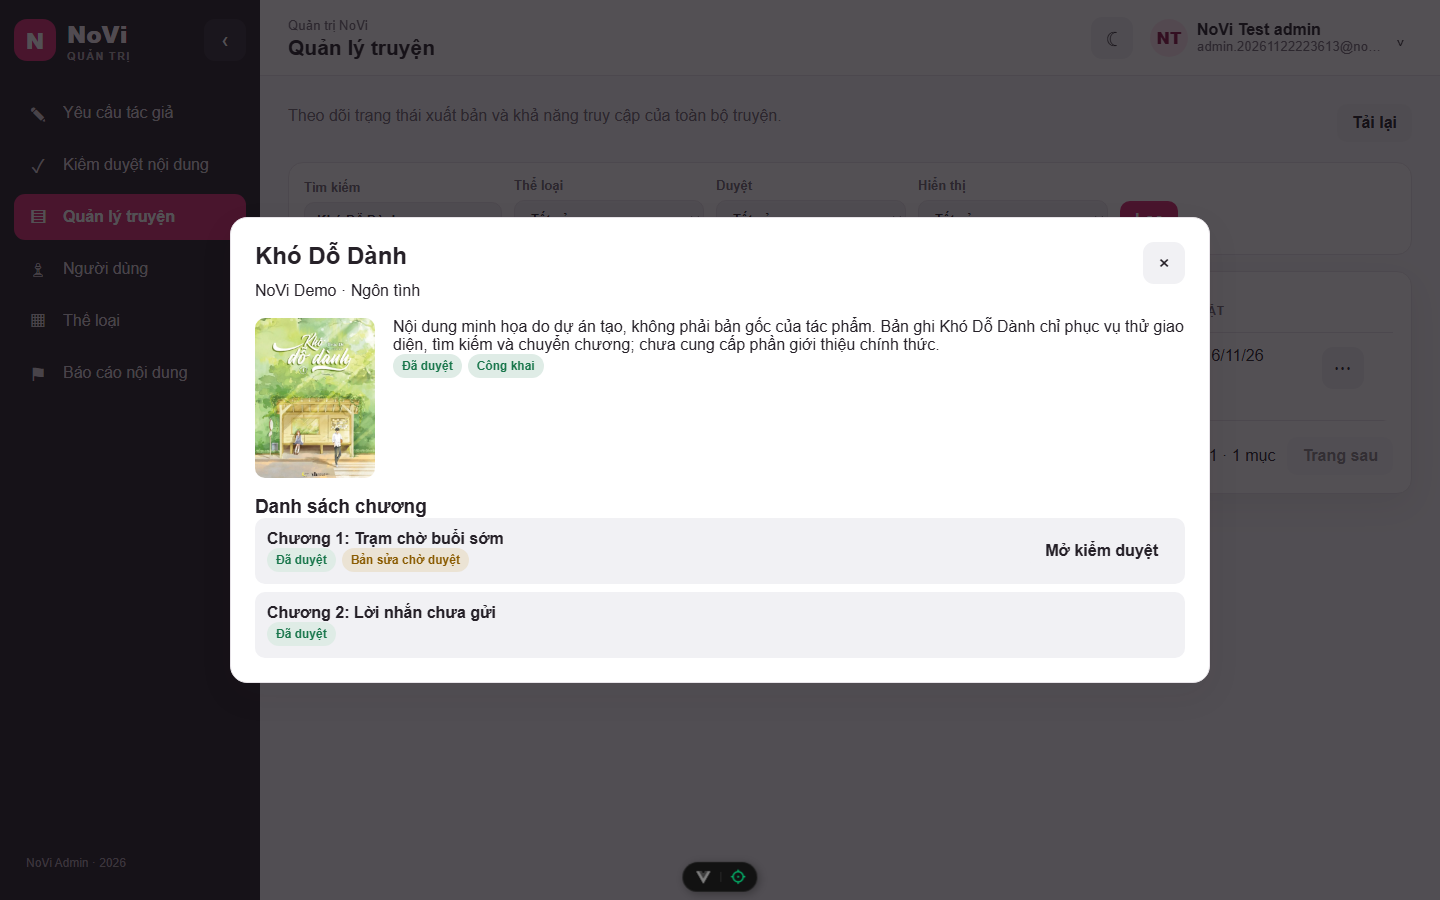 N
NoVi
QUẢN TRỊ
‹
Yêu cầu tác giả
Kiểm duyệt nội dung
Quản lý truyện
Người dùng
Thể loại
Báo cáo nội dung
NoVi Admin · 2026
Quản trị NoVi
Quản lý truyện
NT
NoVi Test admin
admin.20261122223613@no...
Theo dõi trạng thái xuất bản và khả năng truy cập của toàn bộ truyện.
Tải lại
Tìm kiếm
Thể loại
Duyệt
Hiển thị
6/11/26
...
1 · 1 mục
Trang sau
Khó Dỗ Dành
×
NoVi Demo · Ngôn tình
Khó
dỗ dành
Nội dung minh họa do dự án tạo, không phải bản gốc của tác phẩm. Bản ghi Khó Dỗ Dành chỉ phục vụ thử giao
diện, tìm kiếm và chuyển chương; chưa cung cấp phần giới thiệu chính thức.
Đã duyệt
Công khai
Danh sách chương
Chương 1: Trạm chờ buổi sớm
Đã duyệt
Bản sửa chờ duyệt
Mở kiểm duyệt
Chương 2: Lời nhắn chưa gửi
Đã duyệt